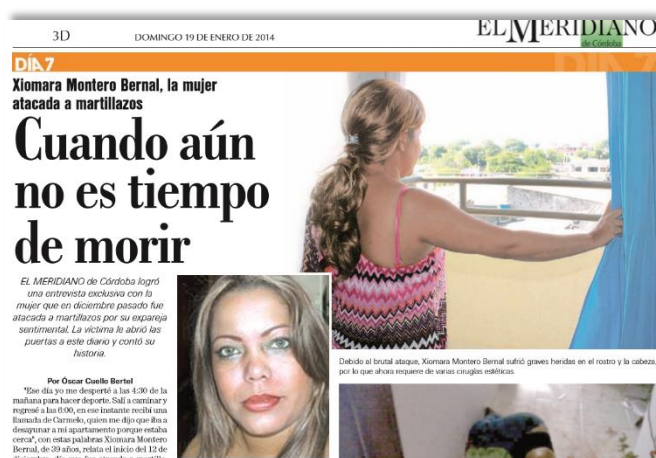 3D
DOMINGO 19 DE ENERO DE 2014
EL MERIDIANO
de Córdoba
DÍA 7
DÍA 7
Xiomara Montero Bernal, la mujer
atacada a martillazos
Cuando aún
no es tiempo
de morir
EL MERIDIANO de Córdoba logró
una entrevista exclusiva con la
mujer que en diciembre pasado fue
atacada a martillazos por su expareja
sentimental. La víctima le abrió las
puertas a este diario y contó su
historia.
Por Óscar Cuello Bertel
"Ese día yo me desperté a las 4:30 de la
mañana para hacer deporte. Salí a caminar y
regresé a las 6:00, en ese instante recibí una
llamada de Carmelo, quien me dijo que iba a
desayunar a mi apartamento porque estaba
cerca", con estas palabras Xiomara Montero
Bernal, de 39 años, relata el inicio del 12 de
Debido al brutal ataque, Xiomara Montero Bernal sufrió graves heridas en el rostro y la cabeza,
por lo que ahora requiere de varias cirugías estéticas.